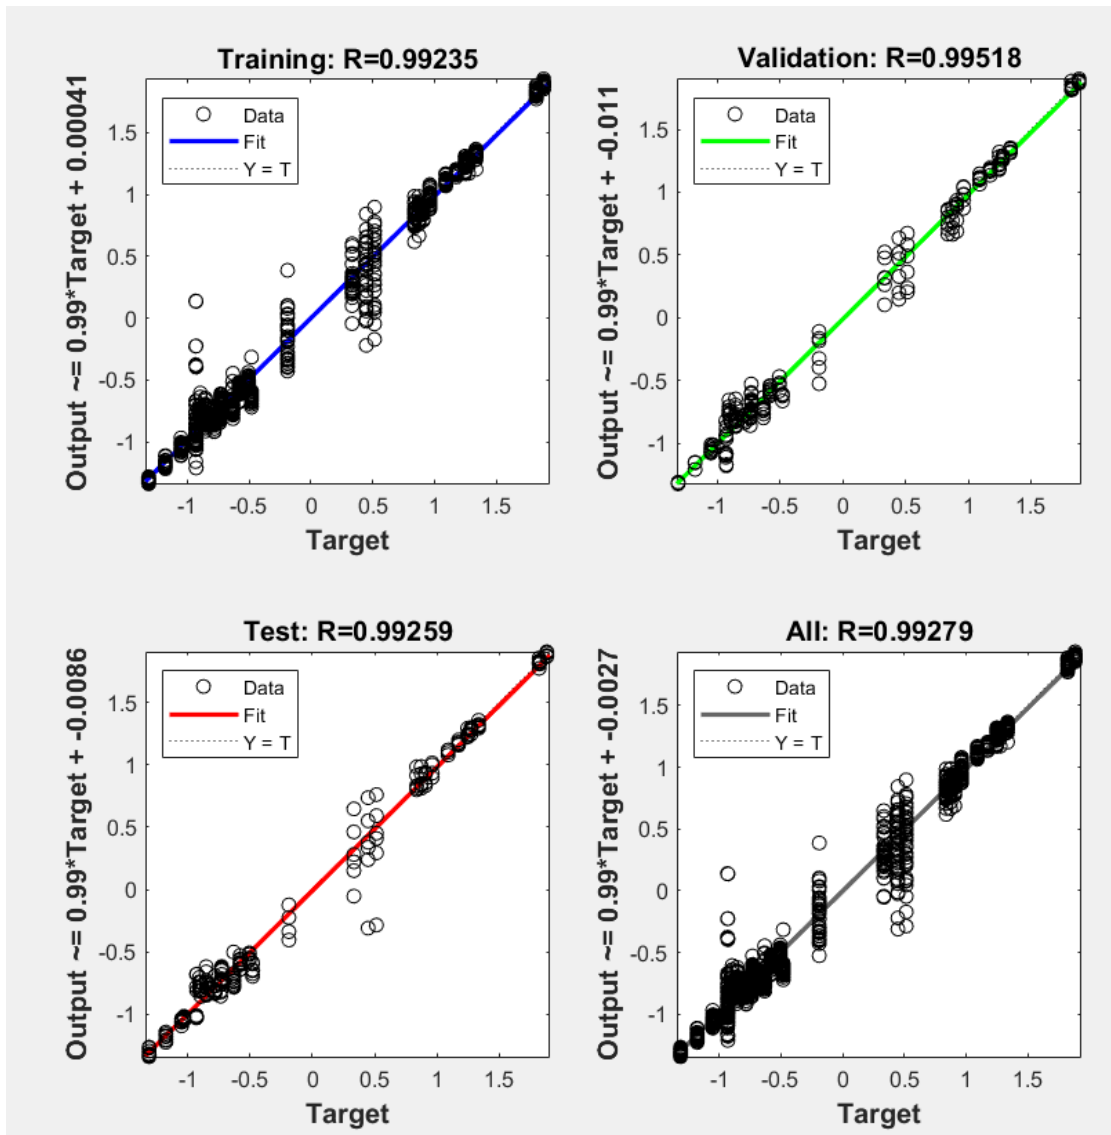 Training: R=0.99235
Output ~= 0.99*Target + 0.00041
Data
Fit
Y = T
1.5
1
0.5
0
-0.5
-1
-1 -0.5 0 0.5 1 1.5
Target
Validation: R=0.99518
Output ~= 0.99*Target + -0.011
Data
Fit
Y = T
1.5
1
0.5
0
-0.5
-1
-1 -0.5 0 0.5 1 1.5
Target
Test: R=0.99259
Output ~= 0.99*Target + -0.0086
Data
Fit
Y = T
1.5
1
0.5
0
-0.5
-1
-1 -0.5 0 0.5 1 1.5
Target
All: R=0.99279
Output ~= 0.99*Target + -0.0027
Data
Fit
Y = T
1.5
1
0.5
0
-0.5
-1
-1 -0.5 0 0.5 1 1.5
Target